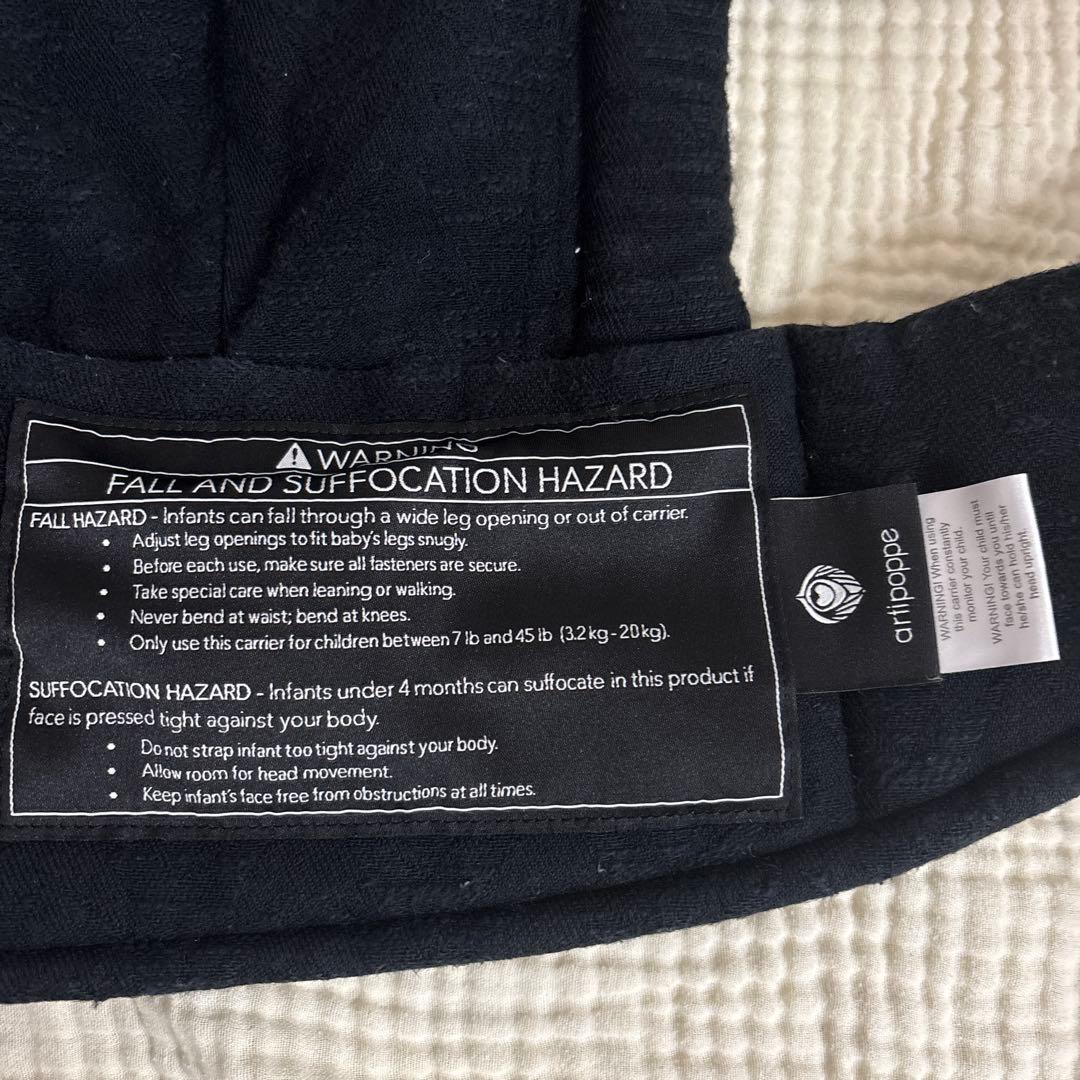 WARNING
FALL AND SUFFOCATION HAZARD
FALL HAZARD - Infants can fall through a wide leg opening or out of carrier.
• Adjust leg openings to fit baby's legs snugly.
• Before each use, make sure all fasteners are secure.
• Take special care when leaning or walking.
• Never bend at waist; bend at knees.
• Only use this carrier for children between 7 lb and 45 lb (3.2 kg - 20 kg).
SUFFOCATION HAZARD - Infants under 4 months can suffocate in this product if
face is pressed tight against your body.
• Do not strap infant too tight against your body.
• Allow room for head movement.
• Keep infant's face free from obstructions at all times.
artipoppe
WARNING! When using
this carrier constantly
monitor your child.
WARNING! Your child must
face towards you until
he/she can hold his/her
head upright.